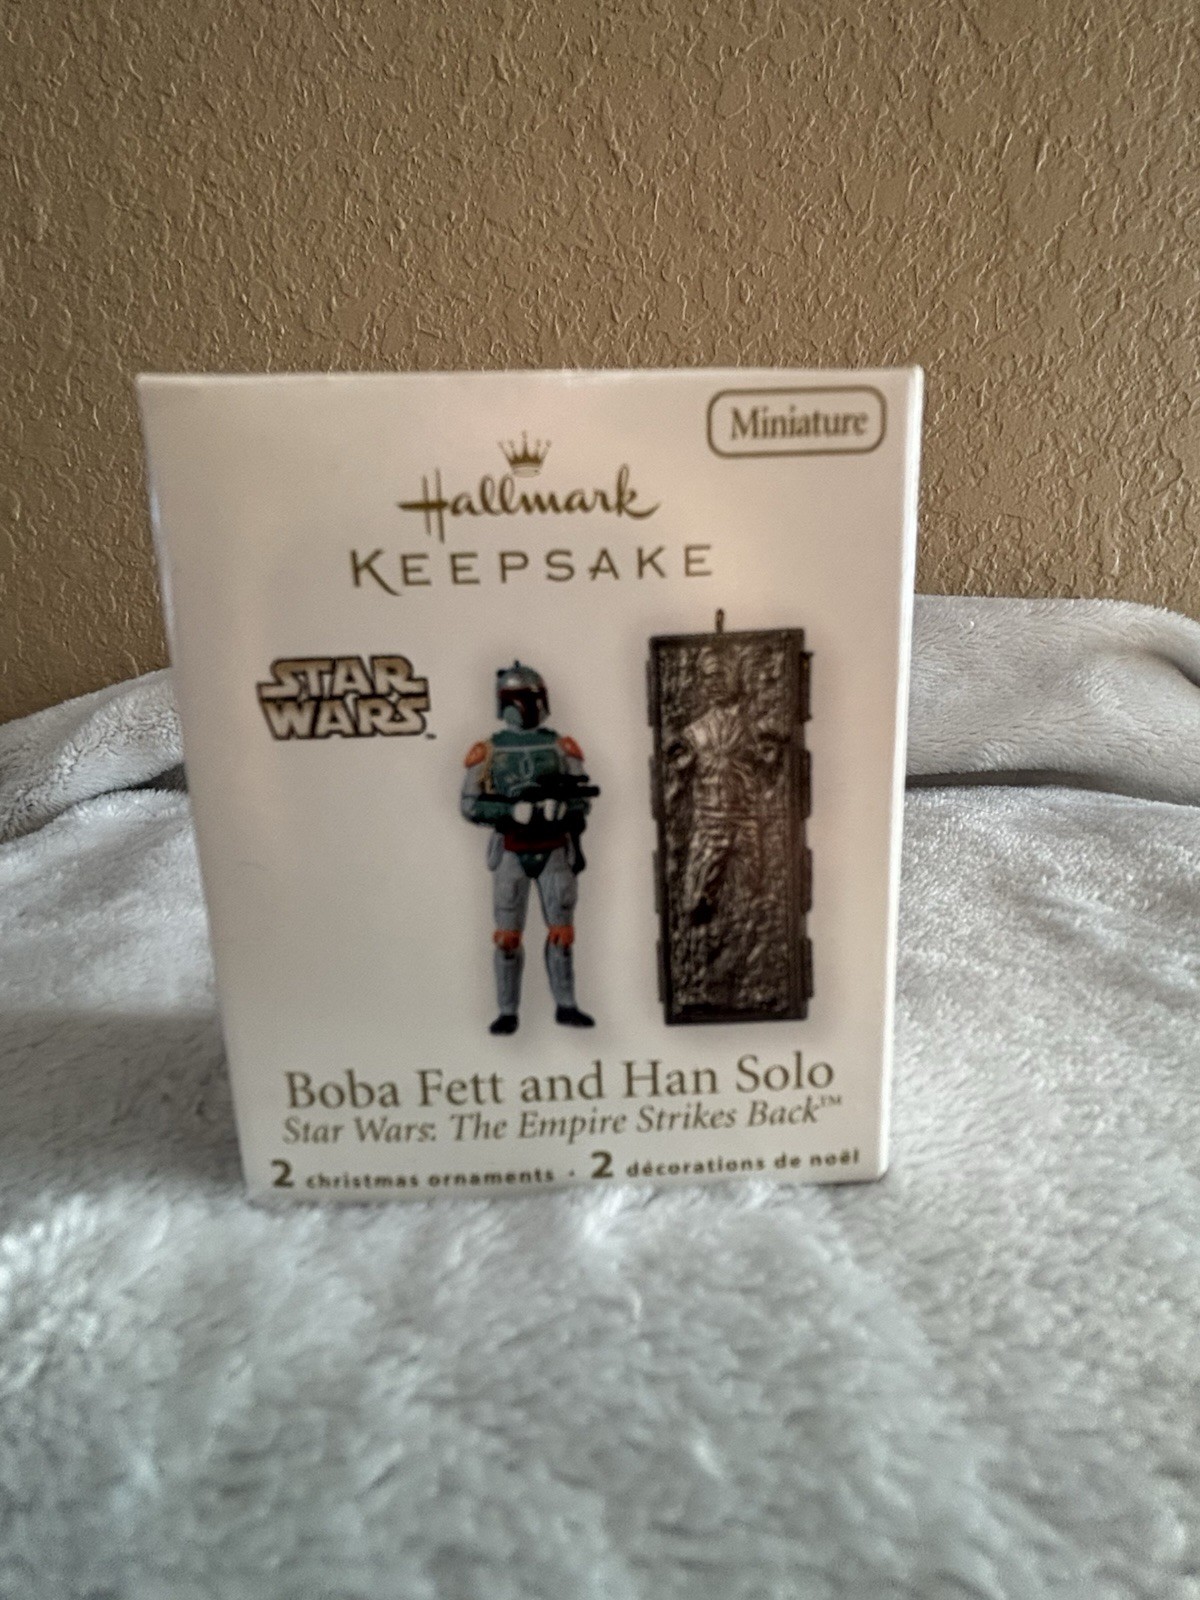 Miniature
Hallmark
KEEPSAKE
STAR
WARS™
Boba Fett and Han Solo
Star Wars: The Empire Strikes Back™
2 christmas ornaments · 2 décorations de noël